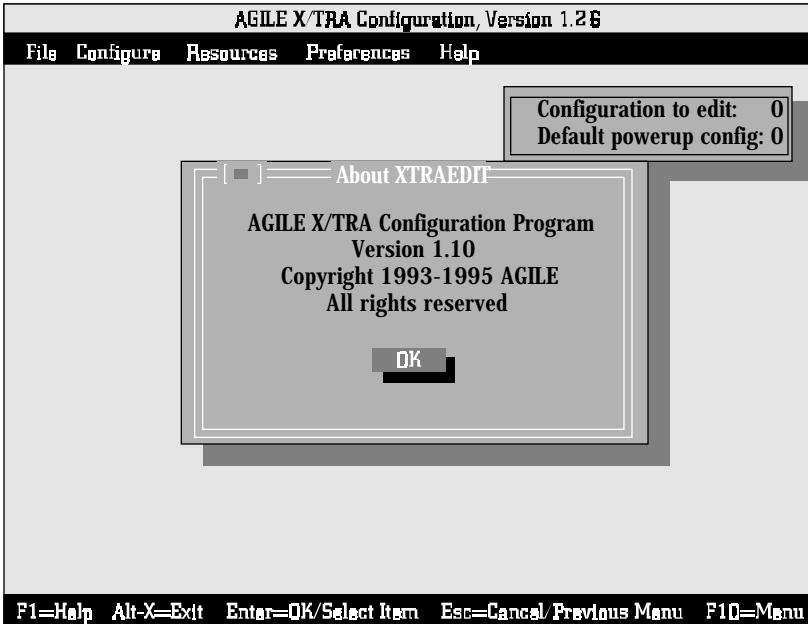 AGILE X/TRA Configuration, Version 1.26
File Configure Resources Preferences Help
Configuration to edit: 0
Default powerup config: 0
[ ■ ] About XTRAEDIT
AGILE X/TRA Configuration Program
Version 1.10
Copyright 1993-1995 AGILE
All rights reserved
OK
F1=Help Alt-X=Exit Enter=OK/Select Item Esc=Cancel/Previous Menu F10=Menu